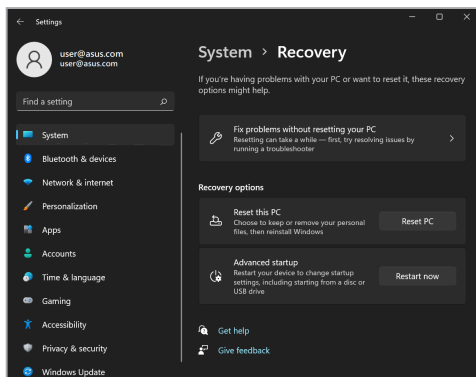 Settings
user@asus.com
user@asus.com
Find a setting
System
Bluetooth & devices
Network & internet
Personalization
Apps
Accounts
Time & language
Gaming
Accessibility
Privacy & security
Windows Update
System > Recovery
If you're having problems with your PC or want to reset it, these recovery
options might help.
Fix problems without resetting your PC
Resetting can take a while — first, try resolving issues by
running a troubleshooter
Recovery options
Reset this PC
Choose to keep or remove your personal
files, then reinstall Windows
Reset PC
Advanced startup
Restart your device to change startup
settings, including starting from a disc or
USB drive
Restart now
Get help
Give feedback